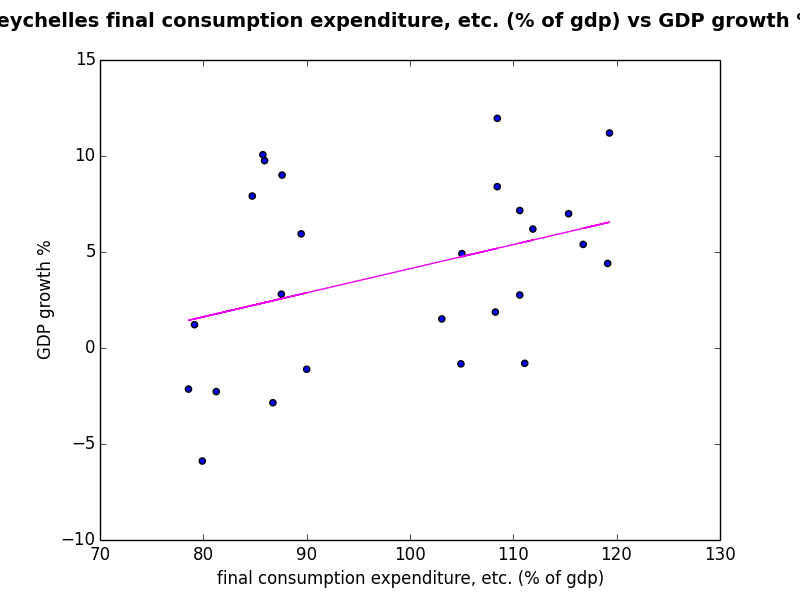 eychelles final consumption expenditure, etc. (% of gdp) vs GDP growth %
15
10
5
0
−5
−10
GDP growth %
70 80 90 100 110 120 130
final consumption expenditure, etc. (% of gdp)